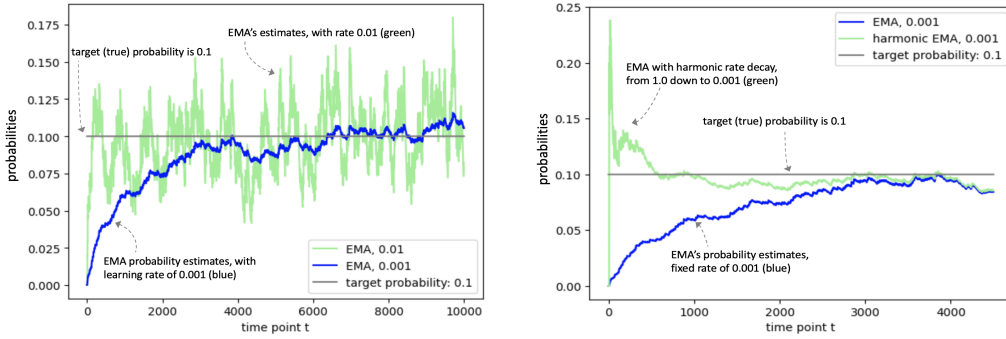 EMA's estimates, with rate 0.01 (green)
target (true) probability is 0.1
EMA probability estimates, with
learning rate of 0.001 (blue)
EMA, 0.01
EMA, 0.001
target probability: 0.1
probabilities
0.175
0.150
0.125
0.100
0.075
0.050
0.025
0.000
0
2000
4000
6000
8000
10000
time point t
EMA, 0.001
harmonic EMA, 0.001
target probability: 0.1
EMA with harmonic rate decay,
from 1.0 down to 0.001 (green)
target (true) probability is 0.1
EMA's probability estimates,
fixed rate of 0.001 (blue)
probabilities
0.25
0.20
0.15
0.10
0.05
0.00
0
1000
2000
3000
4000
time point t